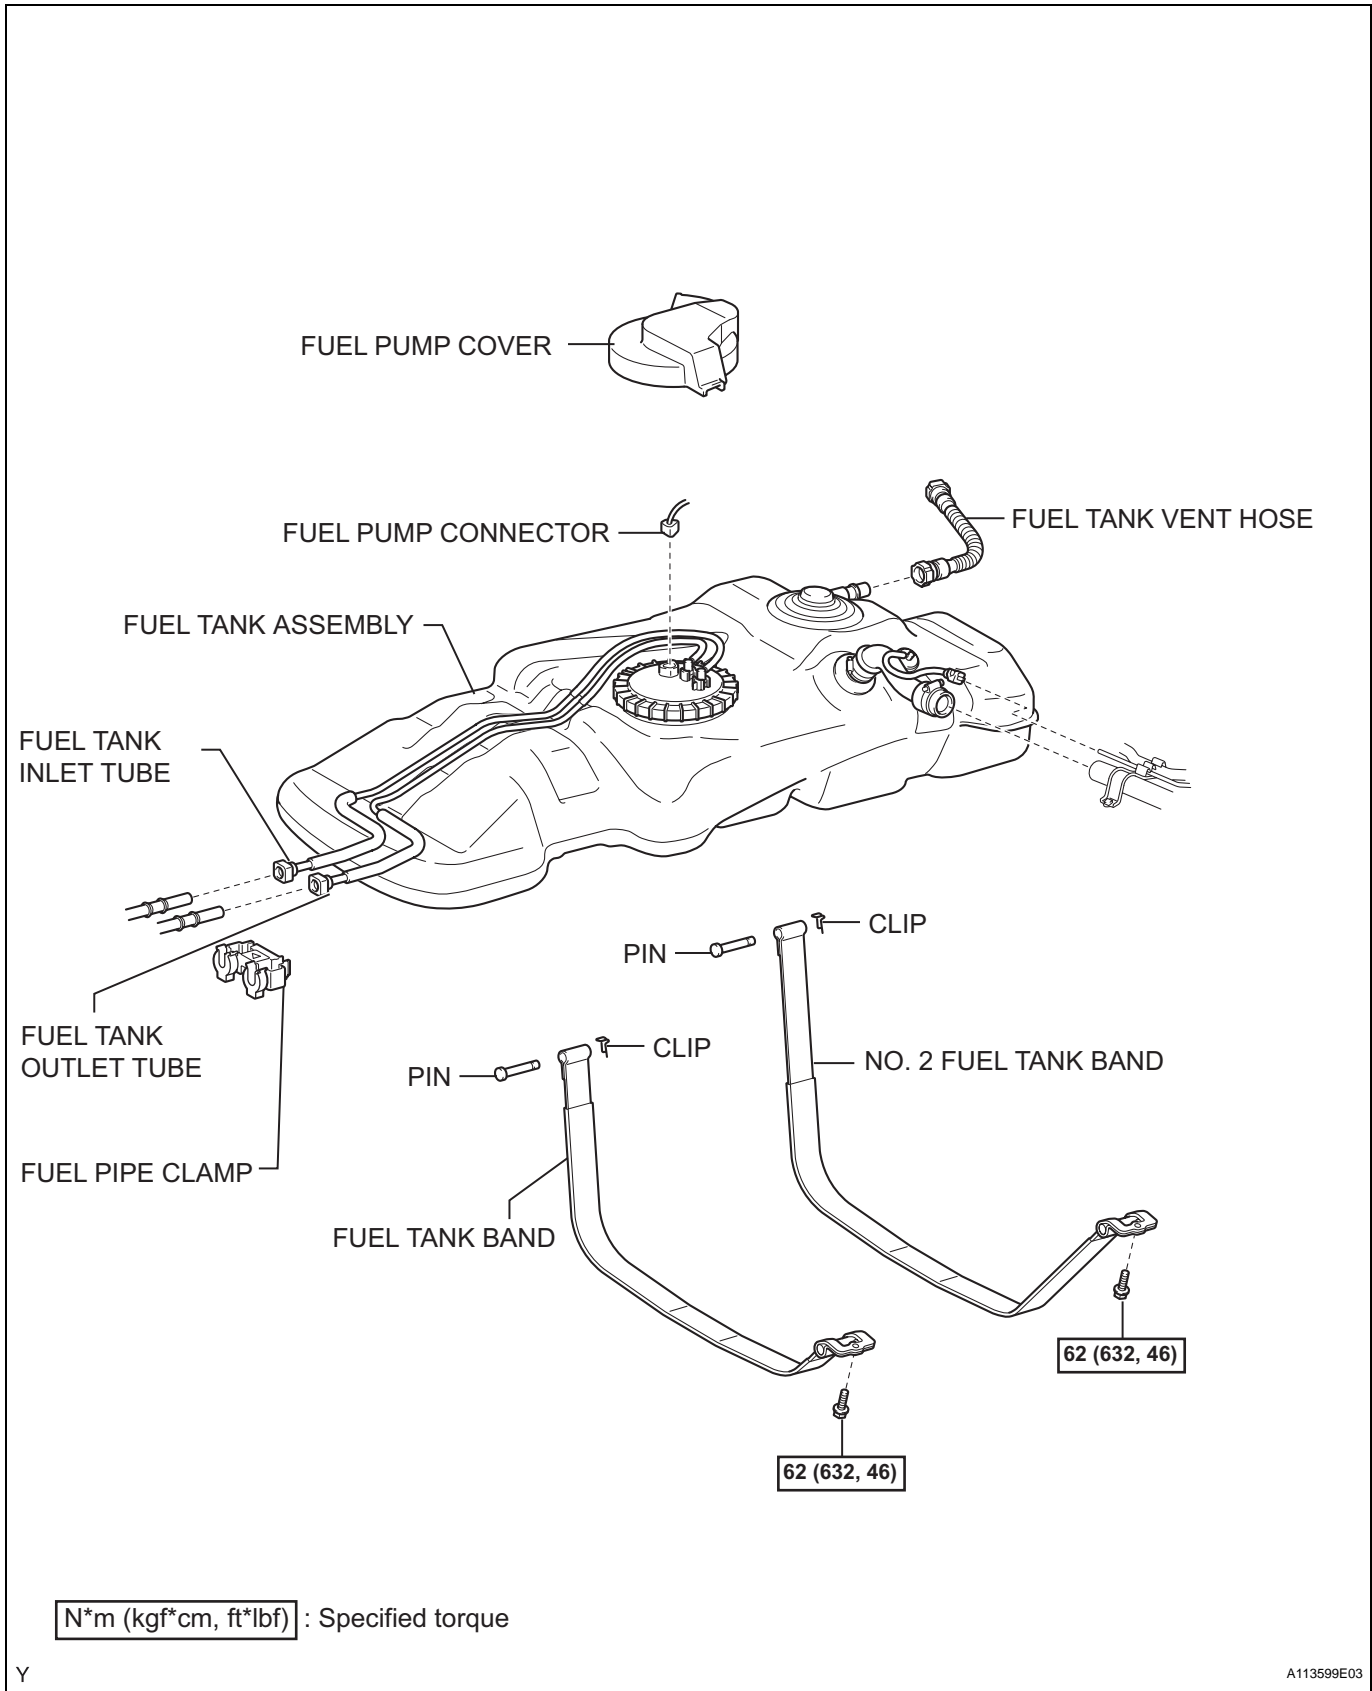 FUEL PUMP COVER
FUEL PUMP CONNECTOR
FUEL TANK VENT HOSE
FUEL TANK ASSEMBLY
FUEL TANK
INLET TUBE
CLIP
PIN
FUEL TANK
OUTLET TUBE
CLIP
PIN
NO. 2 FUEL TANK BAND
FUEL PIPE CLAMP
FUEL TANK BAND
62 (632, 46)
62 (632, 46)
N*m (kgf*cm, ft*lbf) : Specified torque
Y
A113599E03